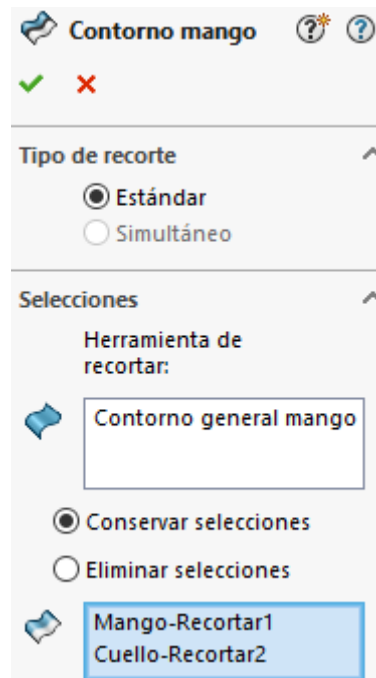 Contorno mango
Tipo de recorte
Estándar
Simultáneo
Selecciones
Herramienta de
recortar:
Contorno general mango
Conservar selecciones
Eliminar selecciones
Mango-Recortar1
Cuello-Recortar2